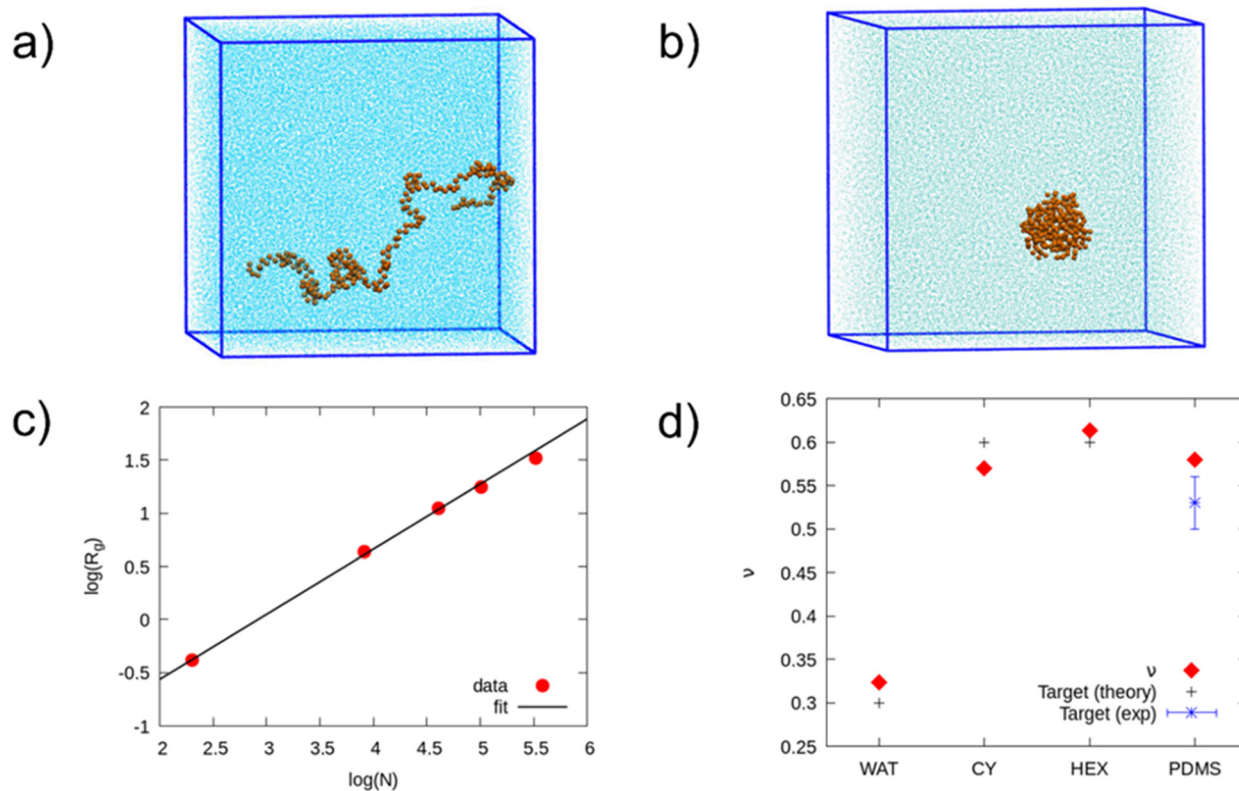 a)
b)
c)
2
1.5
1
0.5
0
-0.5
-1
log(Rg)
data
fit
2 2.5 3 3.5 4 4.5 5 5.5 6
log(N)
d)
0.65
0.6
0.55
0.5
0.45
0.4
0.35
0.3
0.25
ν
ν
Target (theory)
Target (exp)
WAT CY HEX PDMS